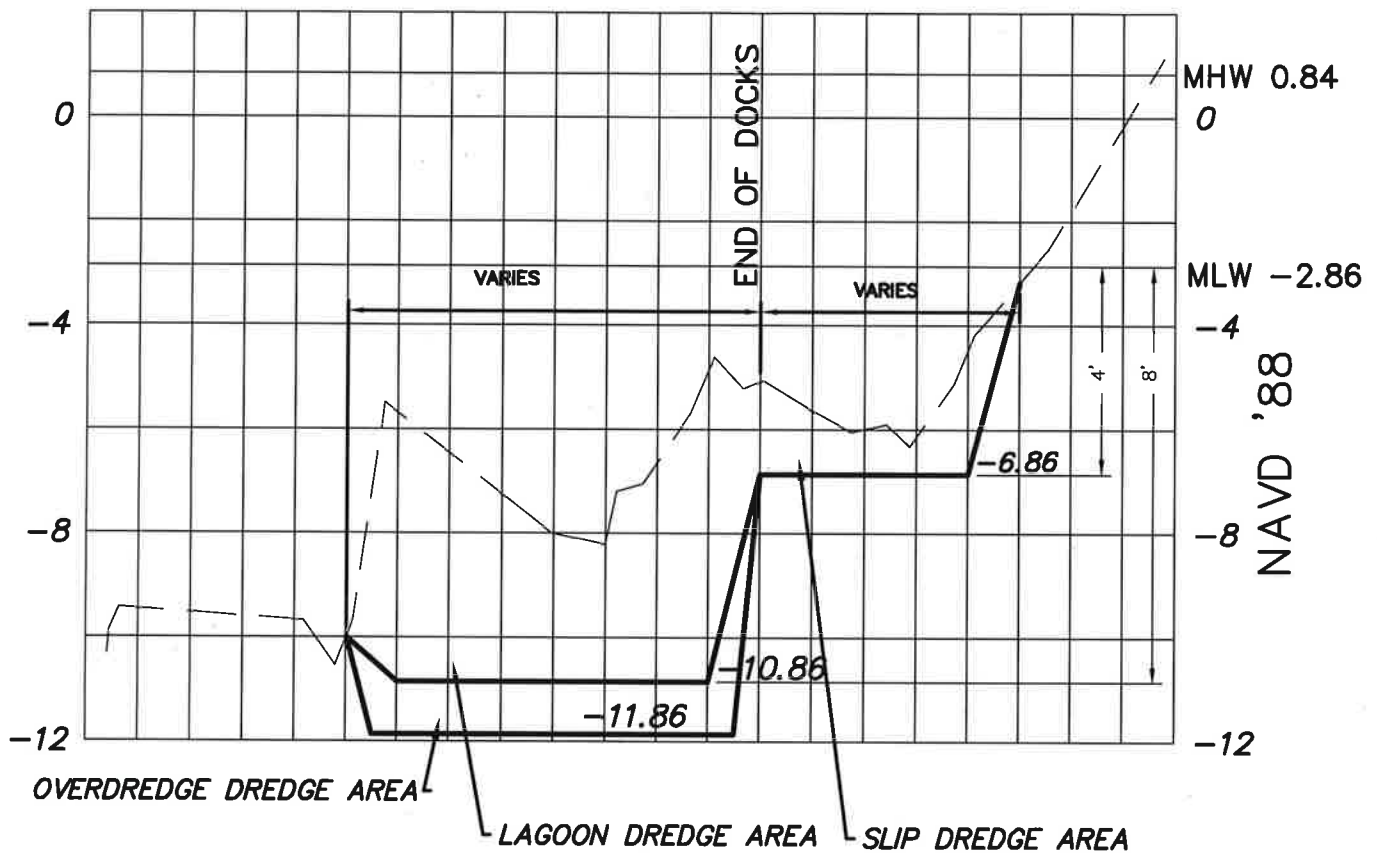 END OF DOCKS
MHW 0.84
0
0
VARIES
VARIES
MLW -2.86
-4
-4
4'
8'
-6.86
NAVD '88
-8
-8
-10.86
-11.86
-12
-12
OVERDREDGE DREDGE AREA
LAGOON DREDGE AREA
SLIP DREDGE AREA